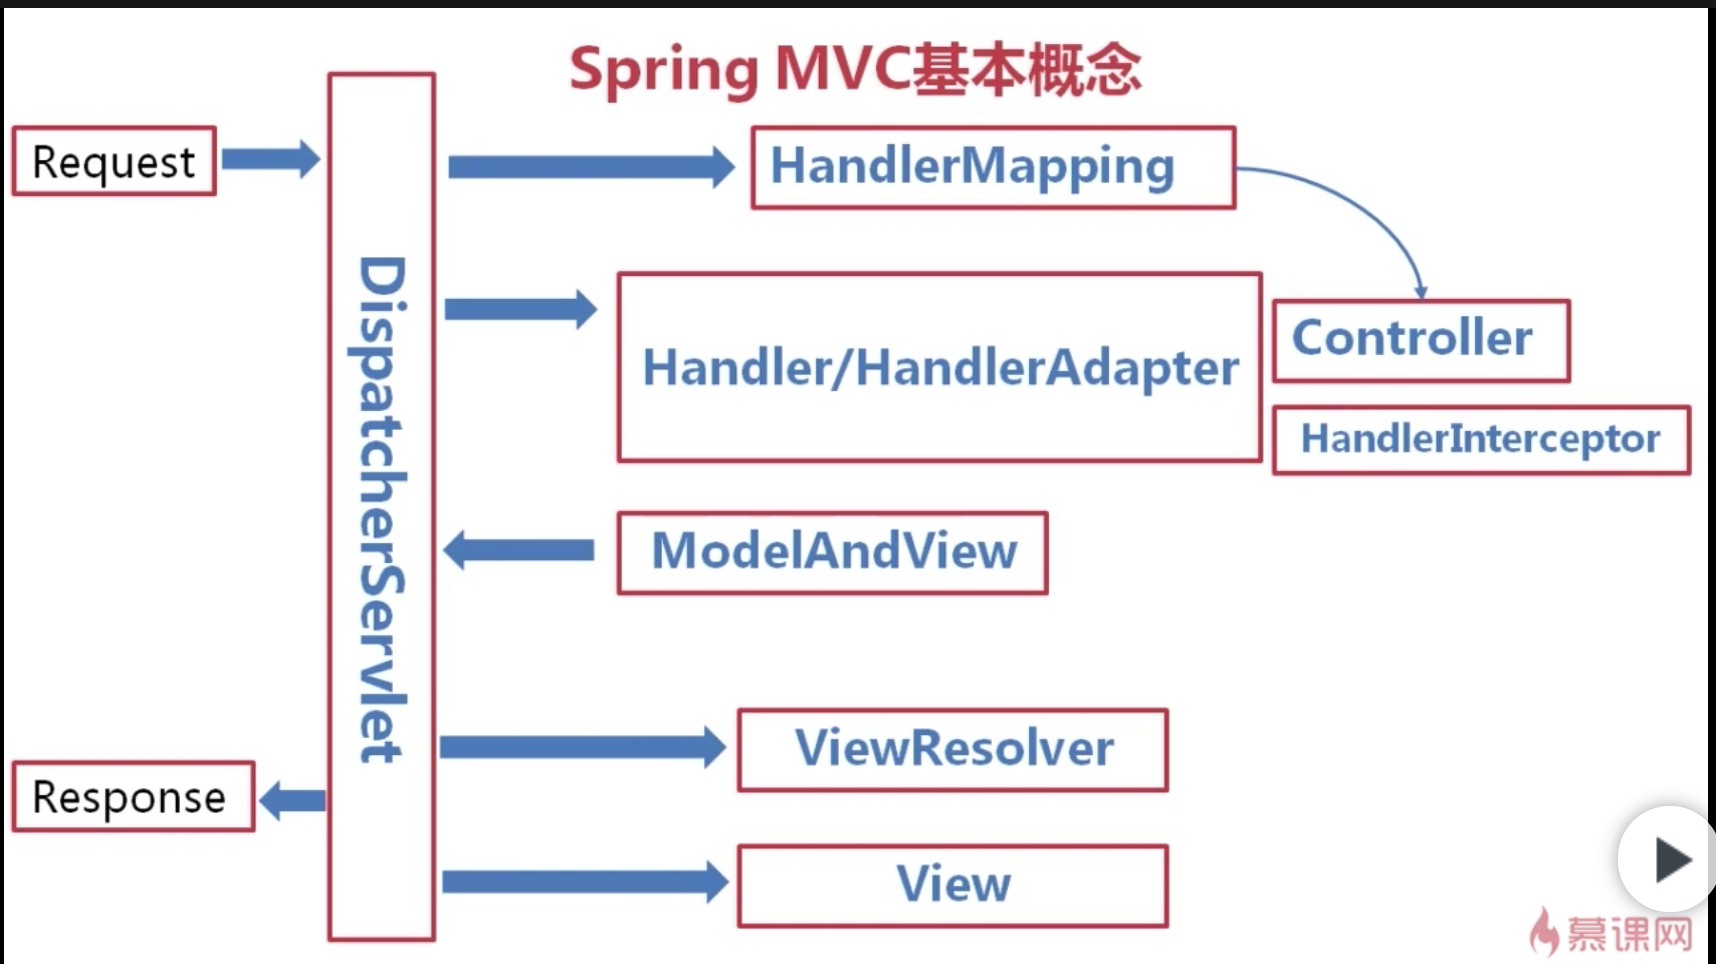 Spring MVC基本概念
Request
HandlerMapping
DispatcherServlet
Handler/HandlerAdapter
Controller
HandlerInterceptor
ModelAndView
ViewResolver
Response
View
慕课网